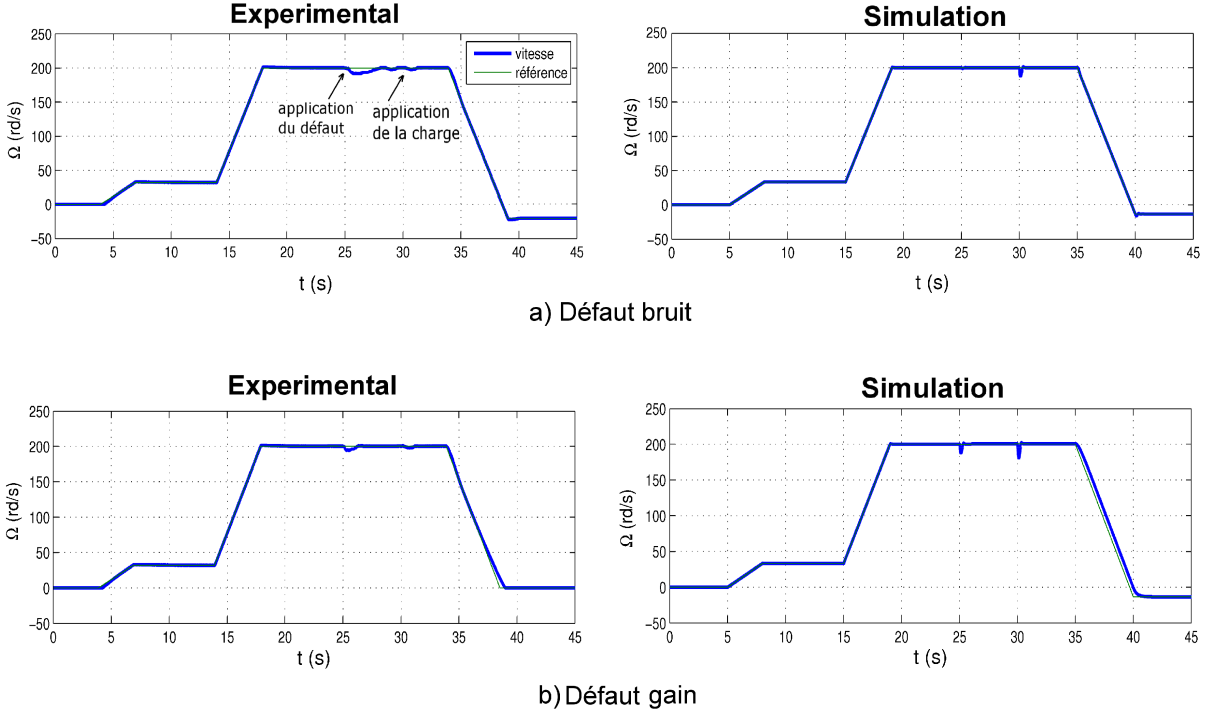 Experimental
Simulation
250
200
150
100
50
0
−50
Ω (rd/s)
vitesse
référence
application
du défaut
application
de la charge
0 5 10 15 20 25 30 35 40 45
t (s)
250
200
150
100
50
0
−50
Ω (rd/s)
0 5 10 15 20 25 30 35 40 45
t (s)
a) Défaut bruit
Experimental
Simulation
250
200
150
100
50
0
−50
Ω (rd/s)
0 5 10 15 20 25 30 35 40 45
t (s)
250
200
150
100
50
0
−50
Ω (rd/s)
0 5 10 15 20 25 30 35 40 45
t (s)
b) Défaut gain